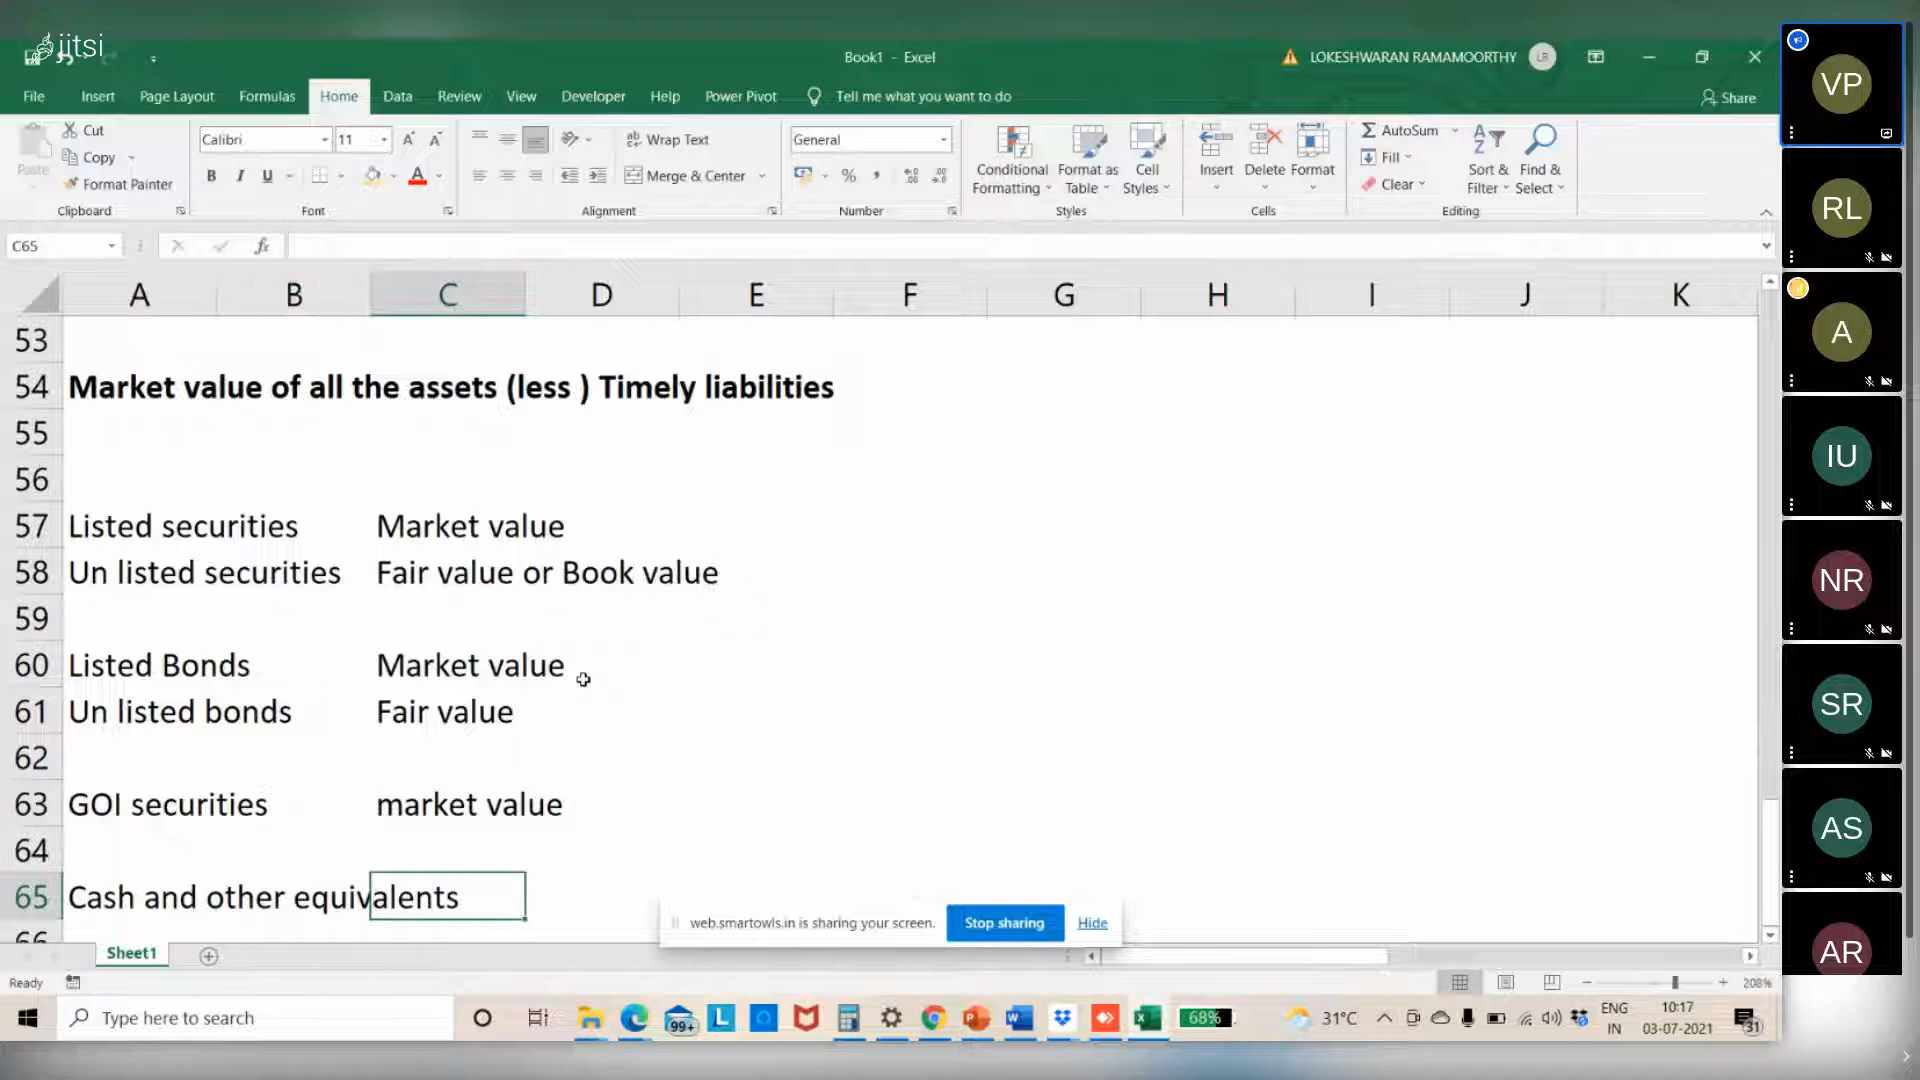 jitsi
Book1 - Excel
LOKESHWARAN RAMAMOORTHY
LR
File Insert Page Layout Formulas Home Data Review View Developer Help Power Pivot Tell me what you want to do
Share
Paste
Cut
Copy
Format Painter
Clipboard
Calibri 11
B I U
Font
Wrap Text
Merge & Center
Alignment
General
%
Number
Conditional Formatting
Format as Table
Cell Styles
Styles
Insert Delete Format
Cells
AutoSum
Fill
Clear
Sort & Filter
Find & Select
Editing
C65
fx
A B C D E F G H I J K
53
54 Market value of all the assets (less ) Timely liabilities
55
56
57 Listed securities Market value
58 Un listed securities Fair value or Book value
59
60 Listed Bonds Market value
61 Un listed bonds Fair value
62
63 GOI securities market value
64
65 Cash and other equivalents
66
web.smartowls.in is sharing your screen. Stop sharing Hide
Sheet1
Ready
208%
Type here to search
99+
68%
31°C
ENG
IN
10:17
03-07-2021
31
VP
RL
A
IU
NR
SR
AS
AR